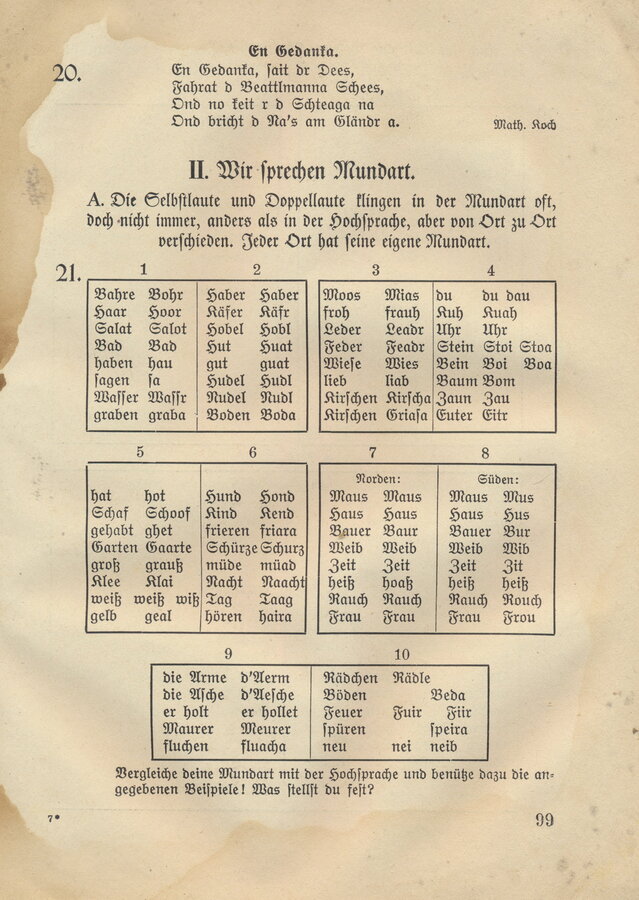 En Gedanka.
20.
En Gedanka, sait dr Dees,
Fahrat d Beattlmanna Schees,
Ond no keit r d Schteaga na
Ond bricht d Na's am Gländr a.
Math. Koch
II. Wir sprechen Mundart.
A. Die Selbstlaute und Doppellaute klingen in der Mundart oft,
doch nicht immer, anders als in der Hochsprache, aber von Ort zu Ort
verschieden. Jeder Ort hat seine eigene Mundart.
21.
1 2 3 4
Bahre Bohr Haber Haber Moos Mias du du dau
Haar Hoor Käfer Käfr froh frauh Kuh Kuah
Salat Salot Hobel Hobl Leder Leadr Uhr Uhr
Bad Bad Hut Huat Feder Feadr Stein Stoi Stoa
haben hau gut guat Wiese Wies Bein Boi Boa
sagen sa Hudel Hudl lieb liab Baum Bom
Wasser Wassr Nudel Nudl Kirschen Kirscha Zaun Zau
graben graba Boden Boda Kirschen Griasa Euter Eitr
5 6 7 8
Norden: Süden:
hat hot Hund Hond Maus Maus Maus Mus
Schaf Schoof Kind Kend Haus Haus Haus Hus
gehabt ghet frieren friara Bauer Baur Bauer Bur
Garten Gaarte Schürze Schurz Weib Weib Weib Wib
groß grauß müde müad Zeit Zeit Zeit Zit
Klee Klai Nacht Naacht heiß hoaß heiß heiß
weiß weiß wiß Tag Taag Rauch Rauch Rauch Rouch
gelb geal hören haira Frau Frau Frau Frou
9 10
die Arme d'Aerm Rädchen Rädle
die Asche d'Aesche Böden Beda
er holt er hollet Feuer Fuir Fiir
Maurer Meurer spüren speira
fluchen fluacha neu nei neib
Vergleiche deine Mundart mit der Hochsprache und benütze dazu die an-
gegebenen Beispiele! Was stellst du fest?
7*
99